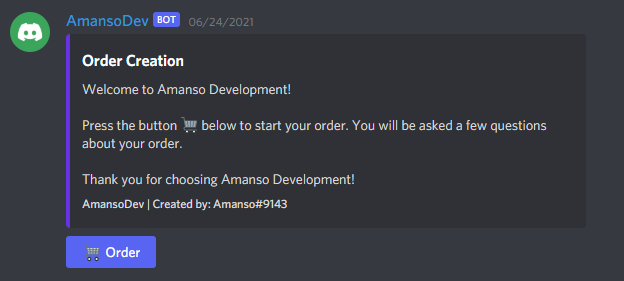 AmansoDev BOT 06/24/2021
Order Creation
Welcome to Amanso Development!
Press the button 🛒 below to start your order. You will be asked a few questions
about your order.
Thank you for choosing Amanso Development!
AmansoDev | Created by: Amanso#9143
🛒 Order